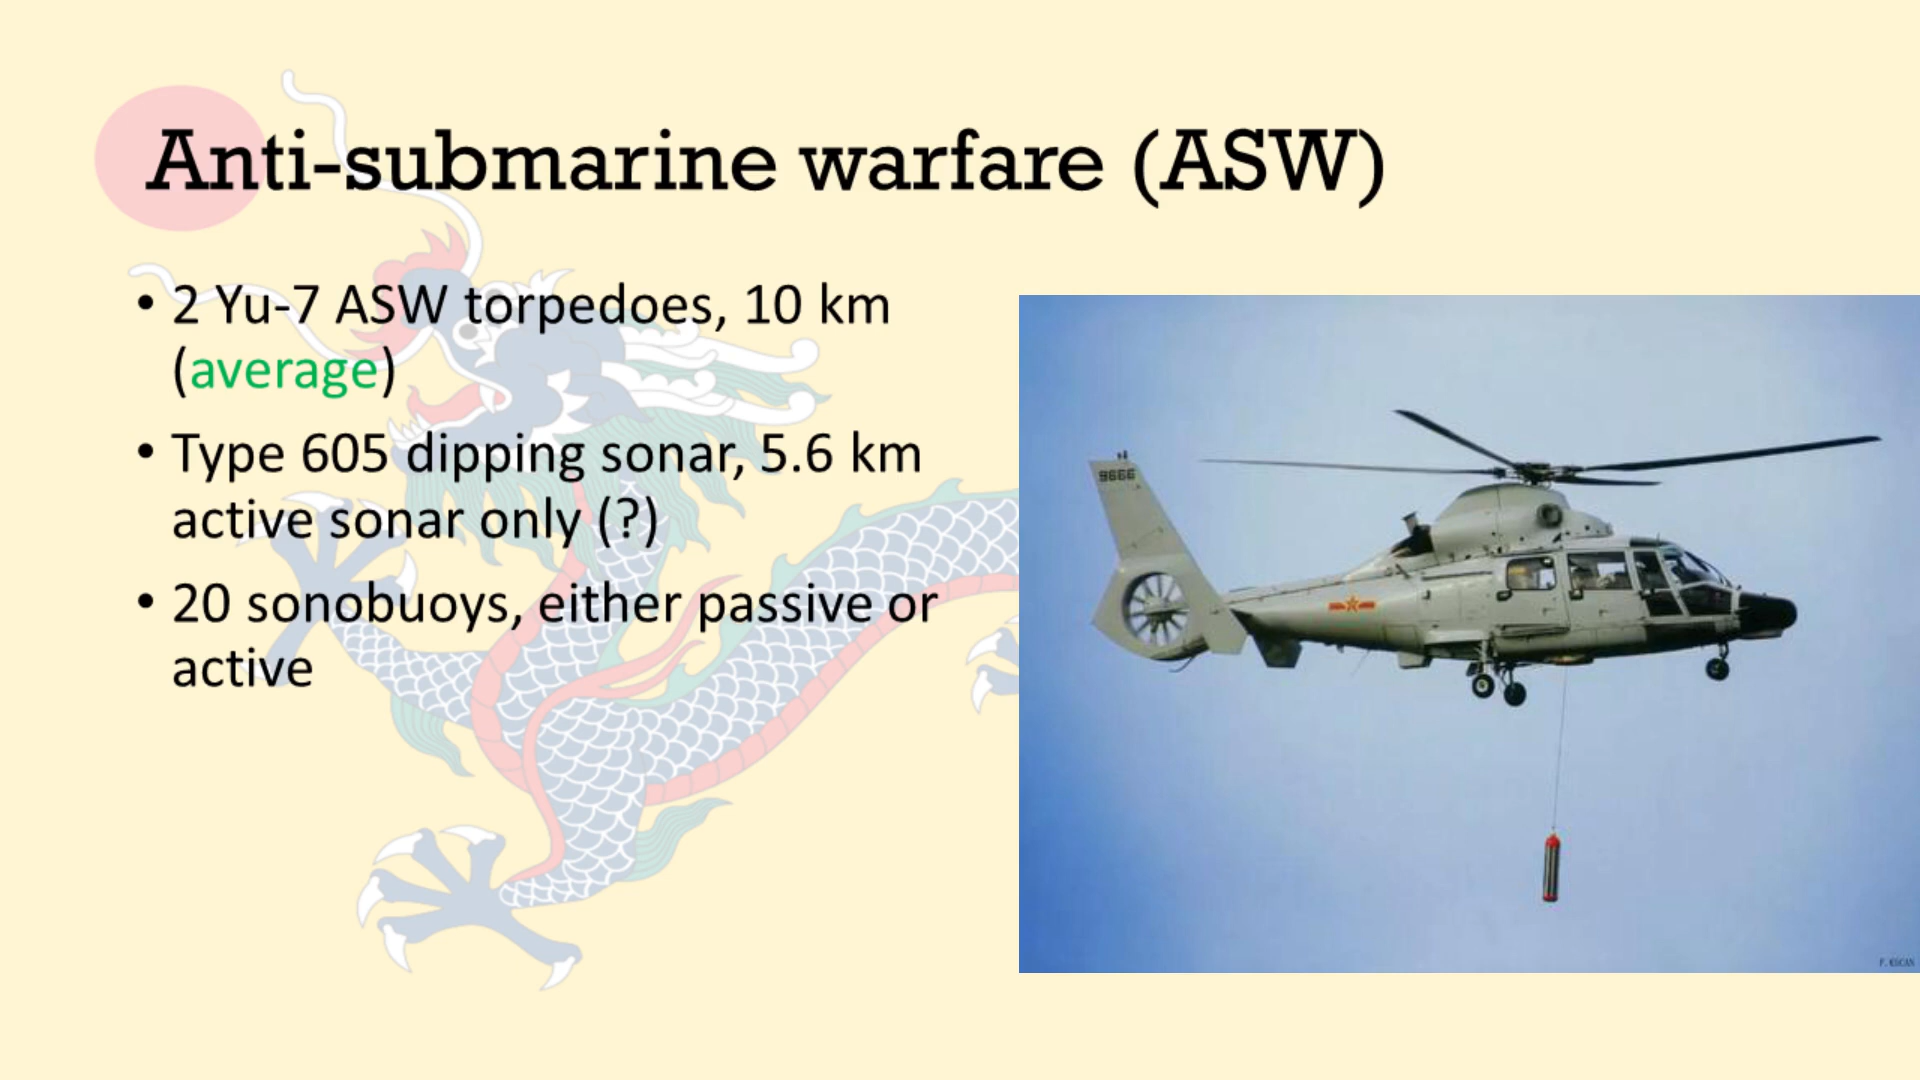 Anti-submarine warfare (ASW)
• 2 Yu-7 ASW torpedoes, 10 km
(average)
• Type 605 dipping sonar, 5.6 km
active sonar only (?)
• 20 sonobuoys, either passive or
active
9666